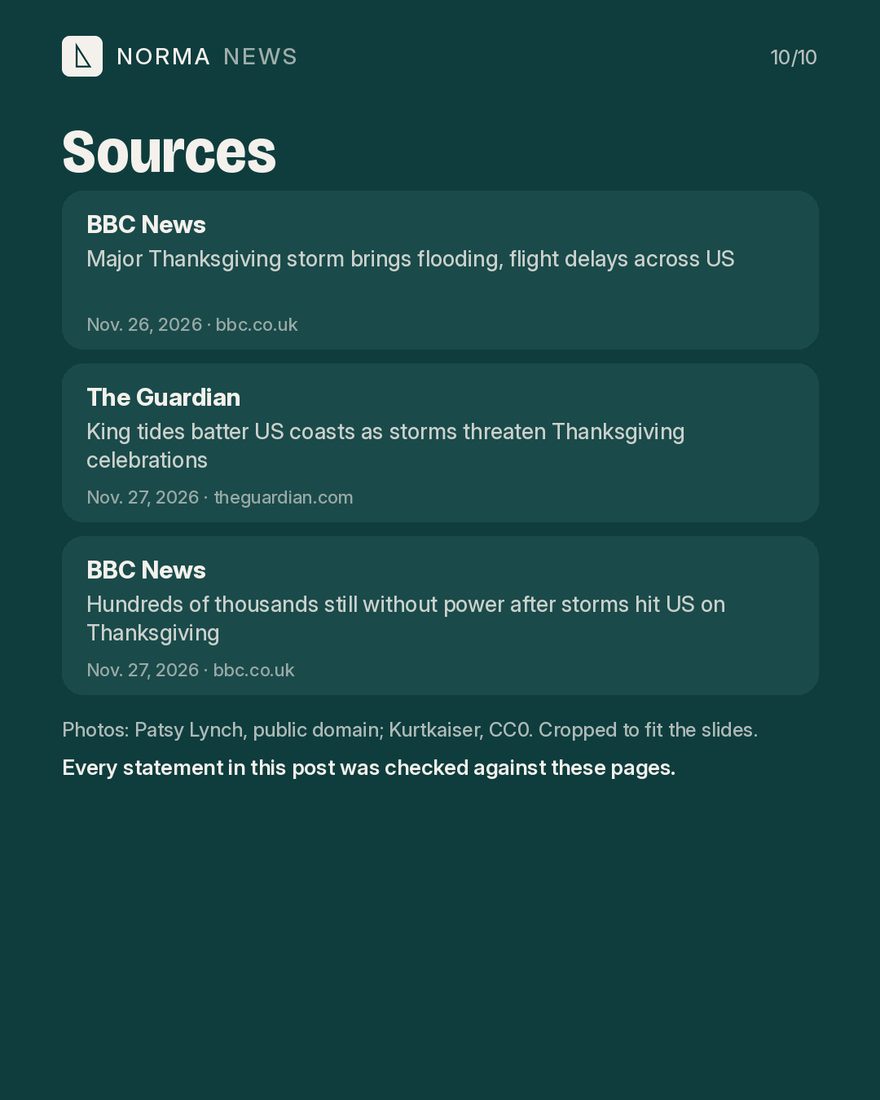 NORMA NEWS
10/10
Sources
BBC News
Major Thanksgiving storm brings flooding, flight delays across US
Nov. 26, 2026 · bbc.co.uk
The Guardian
King tides batter US coasts as storms threaten Thanksgiving
celebrations
Nov. 27, 2026 · theguardian.com
BBC News
Hundreds of thousands still without power after storms hit US on
Thanksgiving
Nov. 27, 2026 · bbc.co.uk
Photos: Patsy Lynch, public domain; Kurtkaiser, CC0. Cropped to fit the slides.
Every statement in this post was checked against these pages.